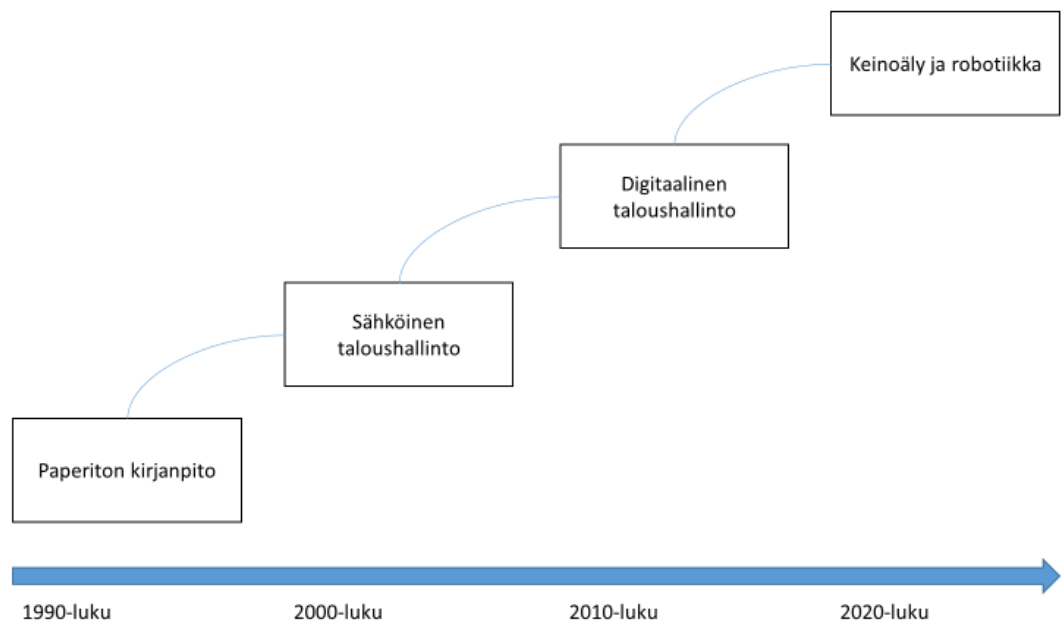 Keinoäly ja robotiikka
Digitaalinen
taloushallinto
Sähköinen
taloushallinto
Paperiton kirjanpito
1990-luku
2000-luku
2010-luku
2020-luku